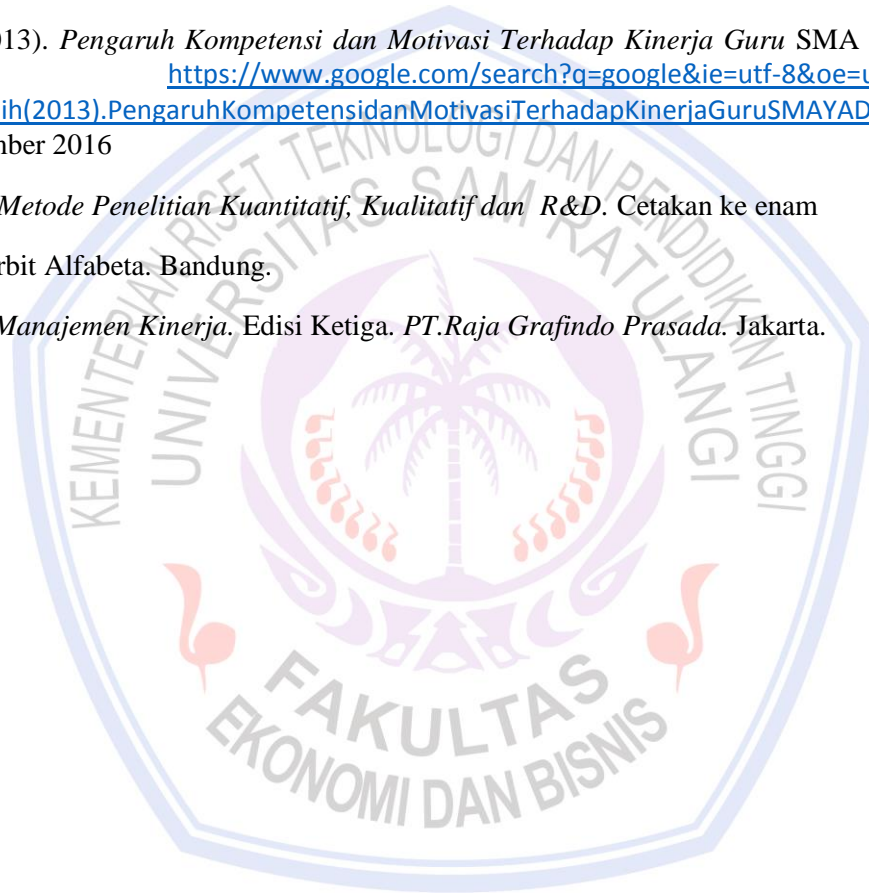 013). Pengaruh Kompetensi dan Motivasi Terhadap Kinerja Guru SMA
https://www.google.com/search?q=google&ie=utf-8&oe=u
ih(2013).PengaruhKompetensidanMotivasiTerhadapKinerjaGuruSMAYAD
mber 2016
Metode Penelitian Kuantitatif, Kualitatif dan R&D. Cetakan ke enam
rbit Alfabeta. Bandung.
Manajemen Kinerja. Edisi Ketiga. PT.Raja Grafindo Prasada. Jakarta.
KEMENTERIAN RISET TEKNOLOGI DAN PENDIDIKAN TINGGI
UNIVERSITAS SAM RATULANGI
FAKULTAS
EKONOMI DAN BISNIS